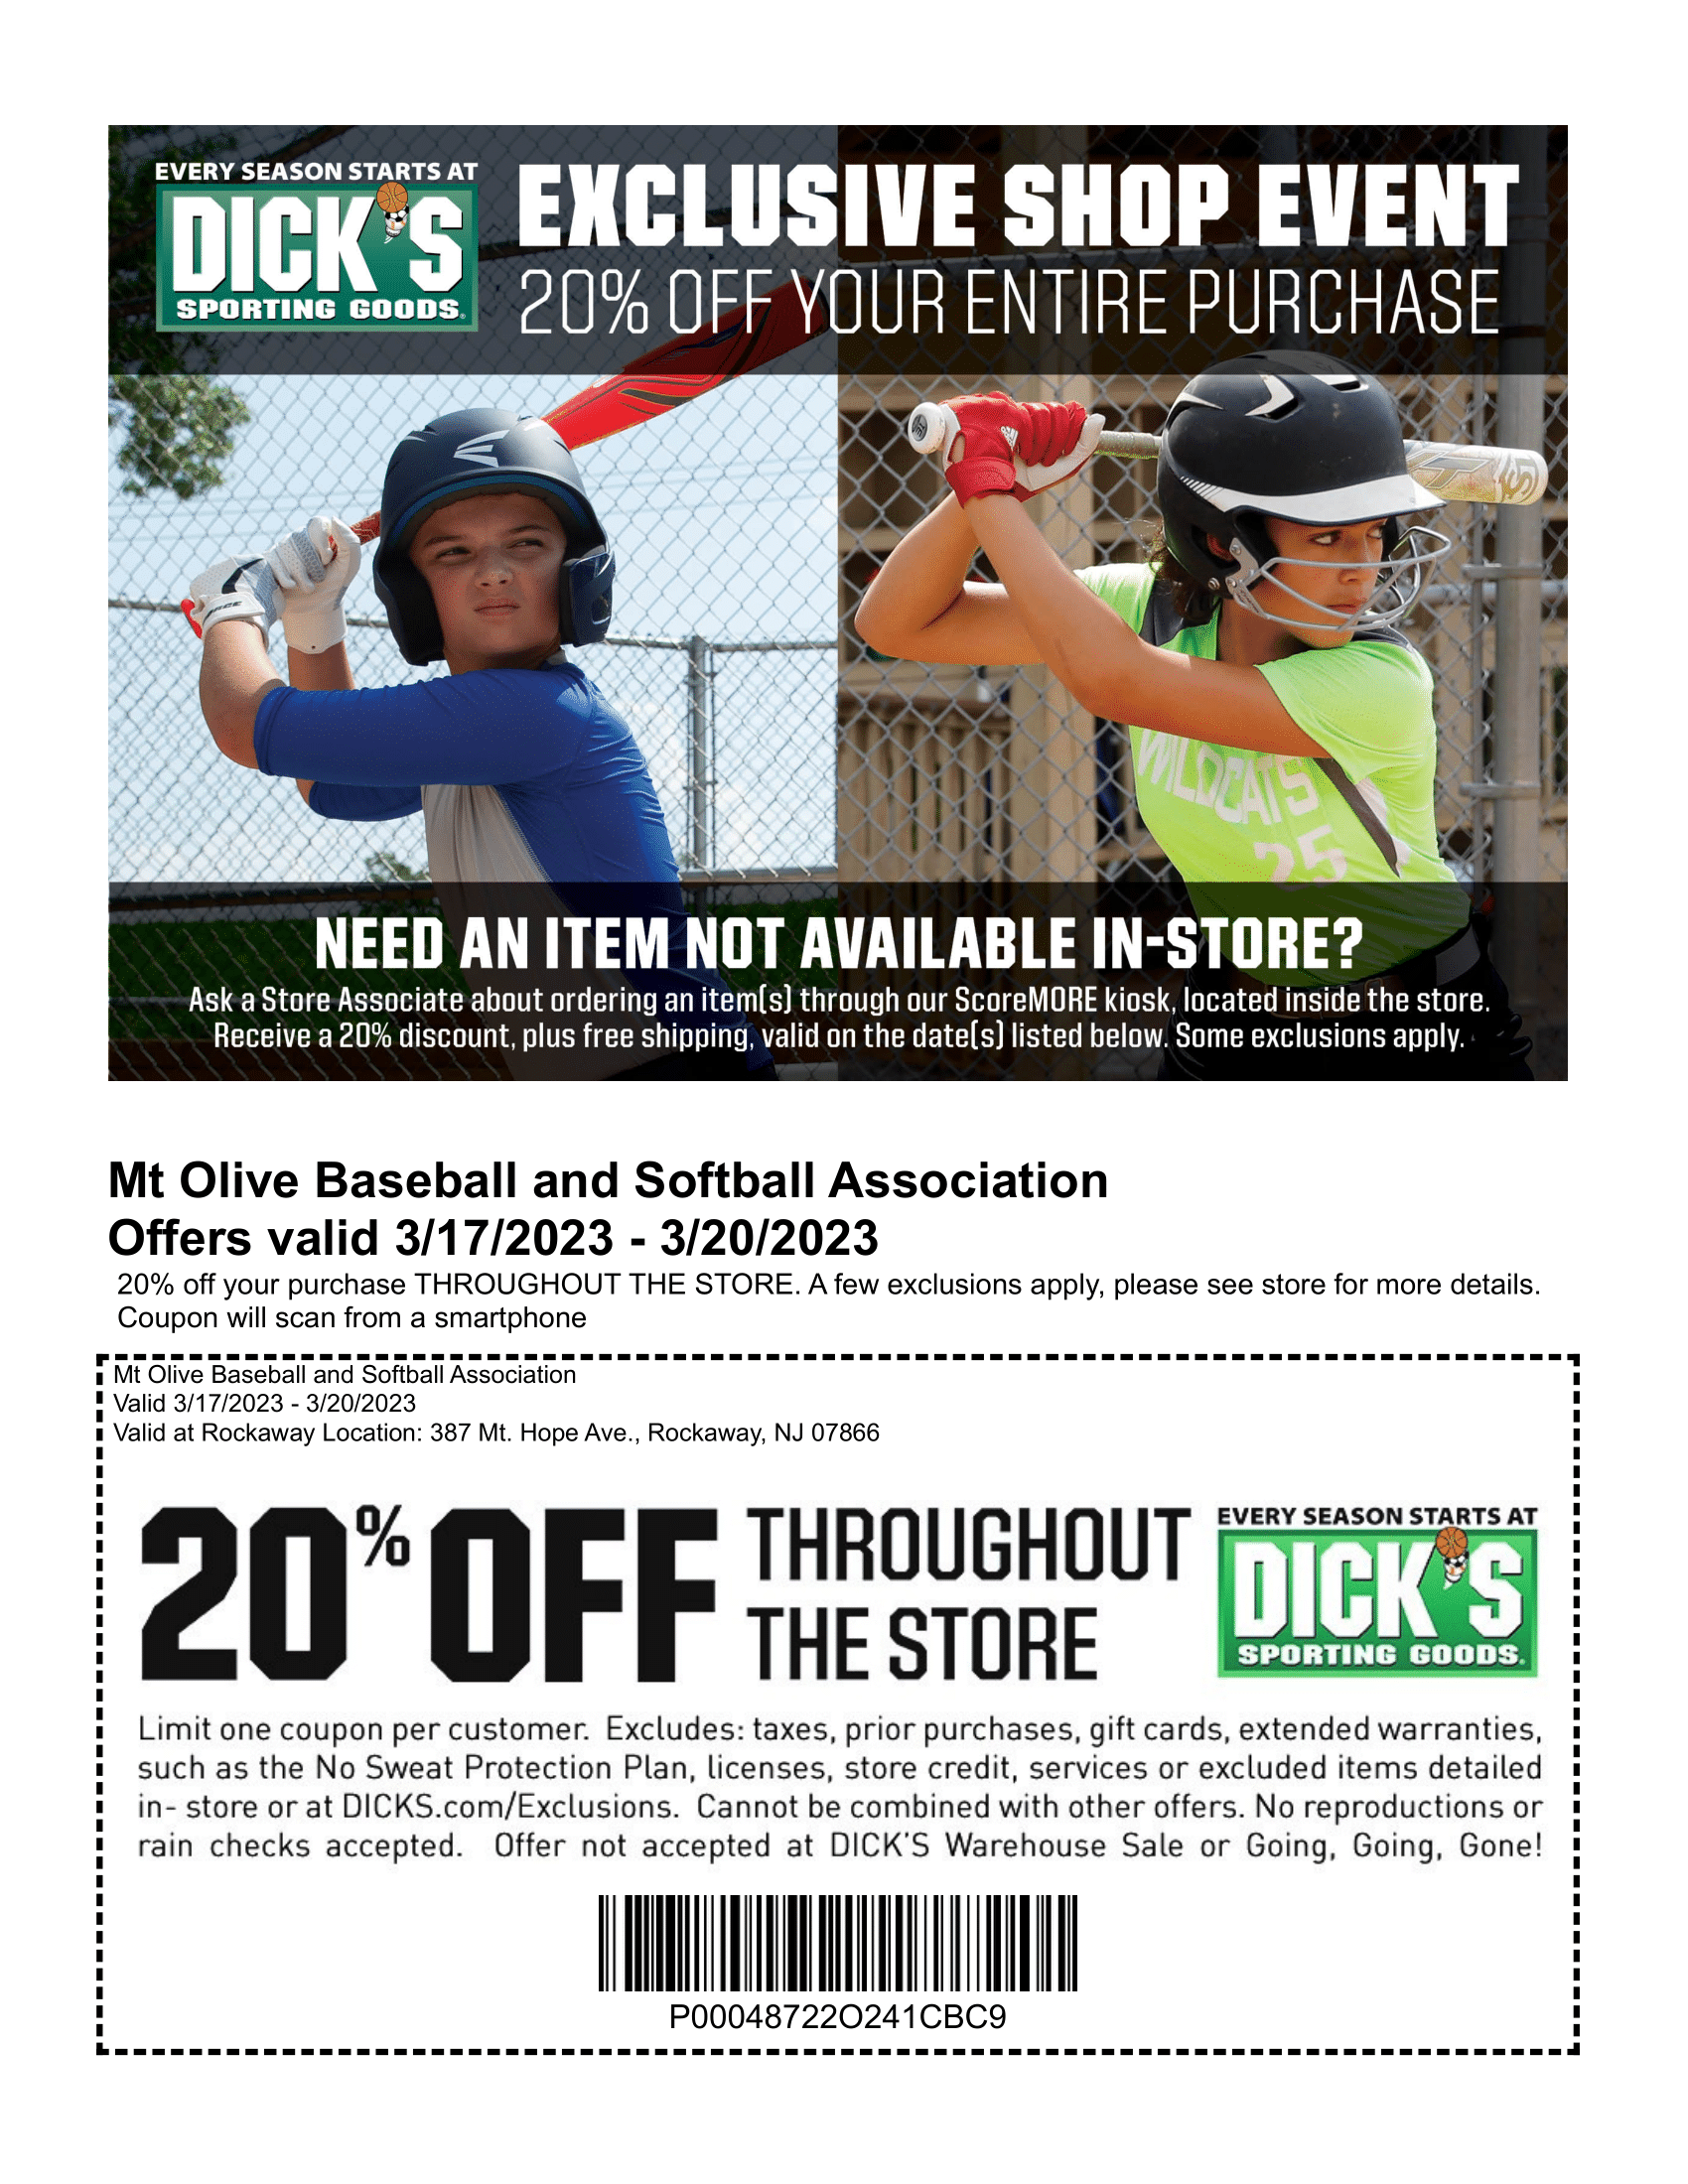 EVERY SEASON STARTS AT
DICK'S
SPORTING GOODS.
EXCLUSIVE SHOP EVENT
20% OFF YOUR ENTIRE PURCHASE
WILDCATS
25
NEED AN ITEM NOT AVAILABLE IN-STORE?
Ask a Store Associate about ordering an item(s) through our ScoreMORE kiosk, located inside the store.
Receive a 20% discount, plus free shipping, valid on the date(s) listed below. Some exclusions apply.
Mt Olive Baseball and Softball Association
Offers valid 3/17/2023 - 3/20/2023
20% off your purchase THROUGHOUT THE STORE. A few exclusions apply, please see store for more details.
Coupon will scan from a smartphone
Mt Olive Baseball and Softball Association
Valid 3/17/2023 - 3/20/2023
Valid at Rockaway Location: 387 Mt. Hope Ave., Rockaway, NJ 07866
20% OFF THROUGHOUT
THE STORE
EVERY SEASON STARTS AT
DICK'S
SPORTING GOODS.
Limit one coupon per customer. Excludes: taxes, prior purchases, gift cards, extended warranties,
such as the No Sweat Protection Plan, licenses, store credit, services or excluded items detailed
in- store or at DICKS.com/Exclusions. Cannot be combined with other offers. No reproductions or
rain checks accepted. Offer not accepted at DICK'S Warehouse Sale or Going, Going, Gone!
P00048722O241CBC9